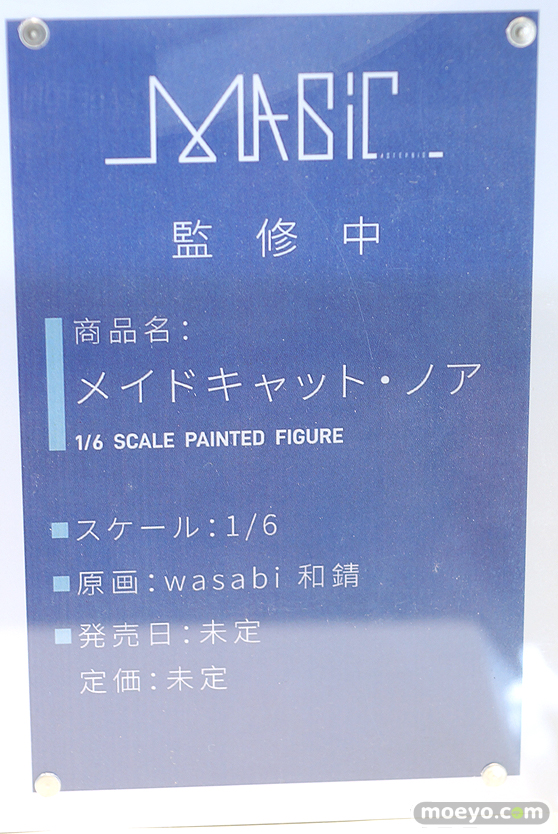 MAGIC
監修中
商品名：
メイドキャット・ノア
1/6 SCALE PAINTED FIGURE
■スケール：1/6
■原画：wasabi 和錆
■発売日：未定
定価：未定
moeyo.com